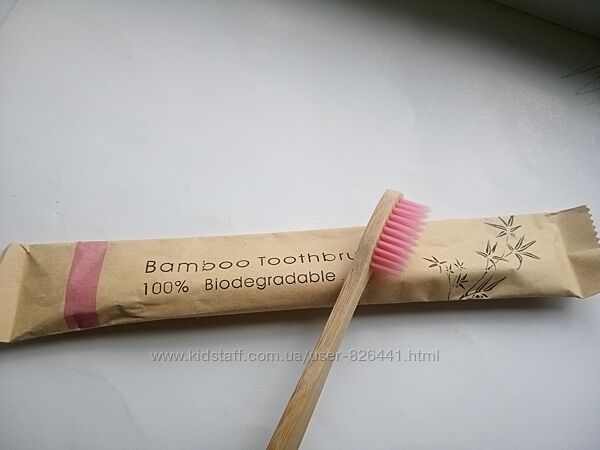 Bamboo Toothbru
100% Biodegradable
www.kidstaff.com.ua/user-826441.html